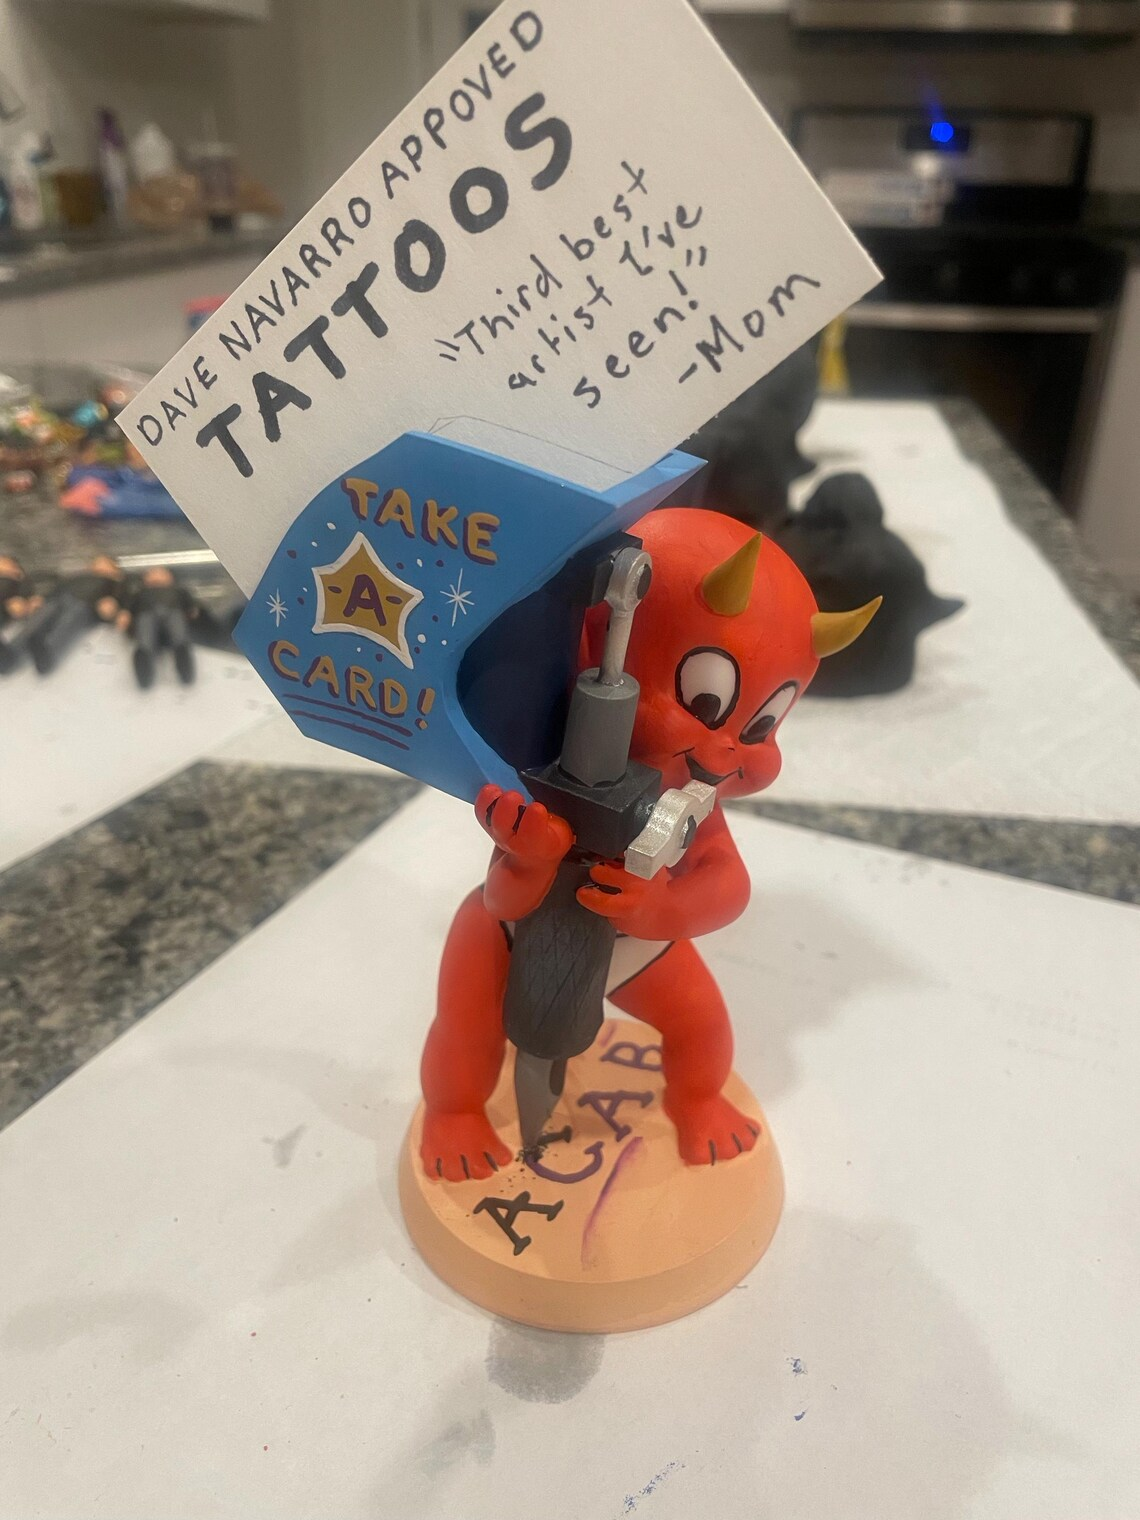 DAVE NAVARRO APPOVED
TATTOOS
"Third best
artist I've
seen!"
-Mom
TAKE
-A-
CARD!
ACAB